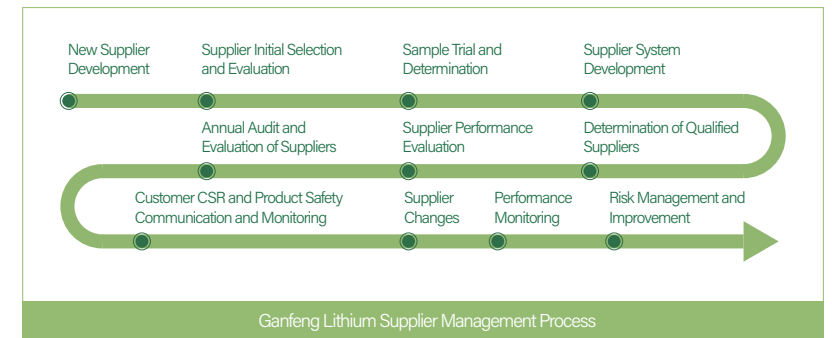 New Supplier
Development
Supplier Initial Selection
and Evaluation
Sample Trial and
Determination
Supplier System
Development
Annual Audit and
Evaluation of Suppliers
Supplier Performance
Evaluation
Determination of Qualified
Suppliers
Customer CSR and Product Safety
Communication and Monitoring
Supplier
Changes
Performance
Monitoring
Risk Management and
Improvement
Ganfeng Lithium Supplier Management Process